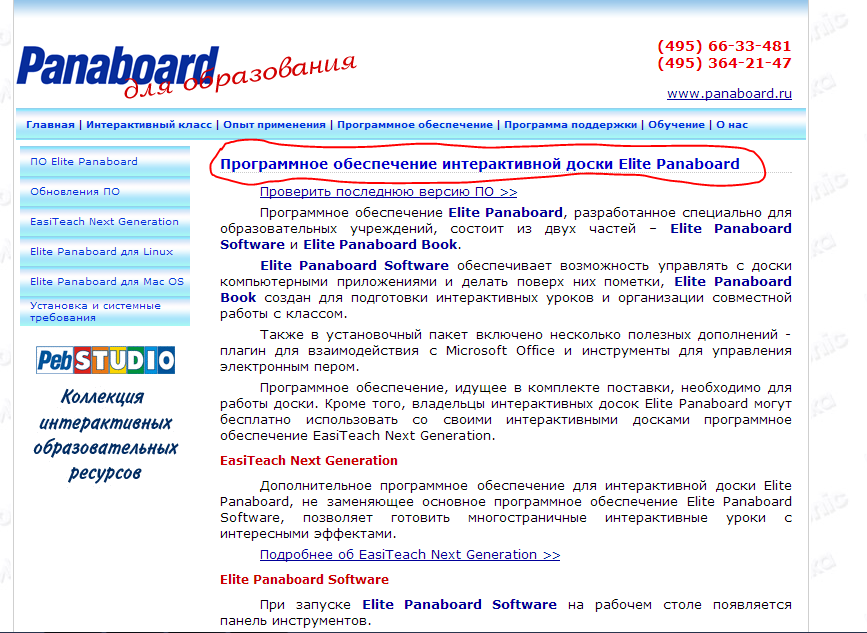 Panaboard
для образования
(495) 66-33-481
(495) 364-21-47
www.panaboard.ru
Главная | Интерактивный класс | Опыт применения | Программное обеспечение | Программа поддержки | Обучение | О нас
ПО Elite Panaboard
Обновления ПО
EasiTeach Next Generation
Elite Panaboard для Linux
Elite Panaboard для Mac OS
Установка и системные
требования
PebSTUDIO
Коллекция
интерактивных
образовательных
ресурсов
Программное обеспечение интерактивной доски Elite Panaboard
Проверить последнюю версию ПО >>
Программное обеспечение Elite Panaboard, разработанное специально для
образовательных учреждений, состоит из двух частей – Elite Panaboard
Software и Elite Panaboard Book.
Elite Panaboard Software обеспечивает возможность управлять с доски
компьютерными приложениями и делать поверх них пометки, Elite Panaboard
Book создан для подготовки интерактивных уроков и организации совместной
работы с классом.
Также в установочный пакет включено несколько полезных дополнений -
плагин для взаимодействия с Microsoft Office и инструменты для управления
электронным пером.
Программное обеспечение, идущее в комплекте поставки, необходимо для
работы доски. Кроме того, владельцы интерактивных досок Elite Panaboard могут
бесплатно использовать со своими интерактивными досками программное
обеспечение EasiTeach Next Generation.
EasiTeach Next Generation
Дополнительное программное обеспечение для интерактивной доски Elite
Panaboard, не заменяющее основное программное обеспечение Elite Panaboard
Software, позволяет готовить многостраничные интерактивные уроки с
интересными эффектами.
Подробнее об EasiTeach Next Generation >>
Elite Panaboard Software
При запуске Elite Panaboard Software на рабочем столе появляется
панель инструментов.